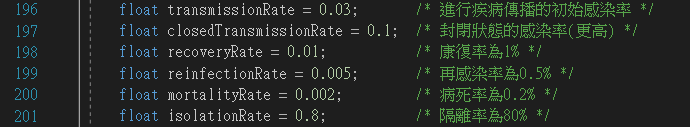 196 float transmissionRate = 0.03; /* 進行疾病傳播的初始感染率 */
197 float closedTransmissionRate = 0.1; /* 封閉狀態的感染率(更高) */
198 float recoveryRate = 0.01; /* 康復率為1% */
199 float reinfectionRate = 0.005; /* 再感染率為0.5% */
200 float mortalityRate = 0.002; /* 病死率為0.2% */
201 float isolationRate = 0.8; /* 隔離率為80% */